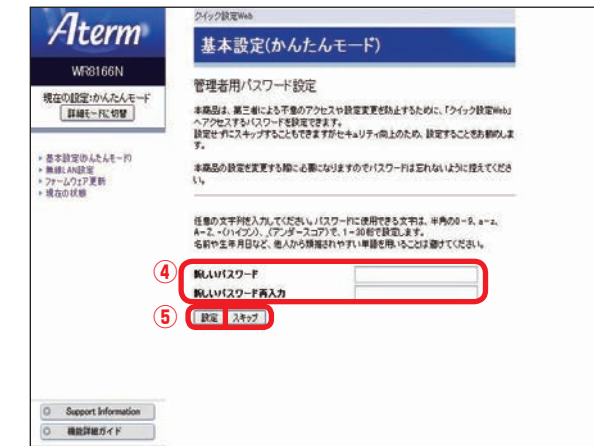 クイック設定Web
Aterm
基本設定(かんたんモード)
WR8166N
現在の設定:かんたんモード
詳細モードに切替
管理者用パスワード設定
本商品は、第三者による不意のアクセスや設定変更を防止するために、「クイック設定Web」
へアクセスするパスワードを設定できます。
設定せずにスキップすることもできますがセキュリティ向上のため、設定することをお勧めしま
す。
本商品の設定を変更する際に必要になりますのでパスワードは忘れないように控えてくださ
い。
基本設定(かんたんモード)
無線LAN設定
ファームウェア更新
現在の状態
任意の文字列を入力してください。パスワードに使用できる文字は、半角の0-9、a-z、
A-Z、-(ハイフン)、_(アンダースコア)で、1-30桁で設定します。
名前や生年月日など、他人から類推されやすい単語を用いることは避けてください。
④
新しいパスワード
新しいパスワード再入力
⑤
設定 スキップ
Support Information
機能詳細ガイド